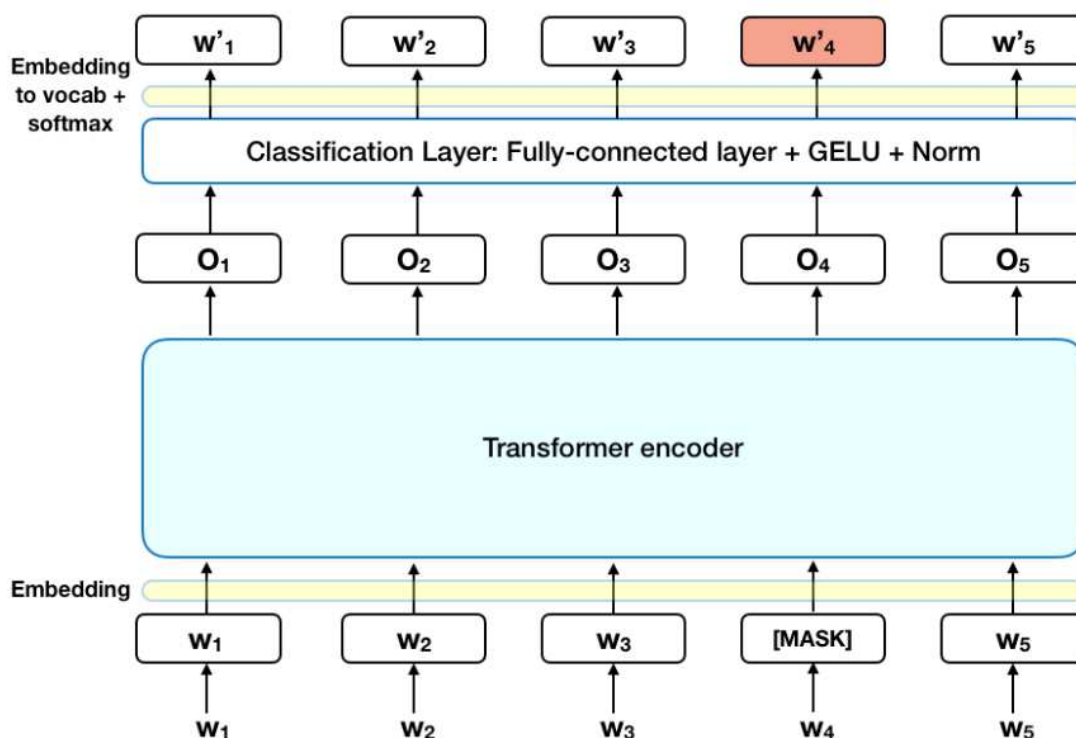 w’₁ w’₂ w’₃ w’₄ w’₅
Embedding
to vocab +
softmax
Classification Layer: Fully-connected layer + GELU + Norm
O₁ O₂ O₃ O₄ O₅
Transformer encoder
Embedding
w₁ w₂ w₃ [MASK] w₅
w₁ w₂ w₃ w₄ w₅